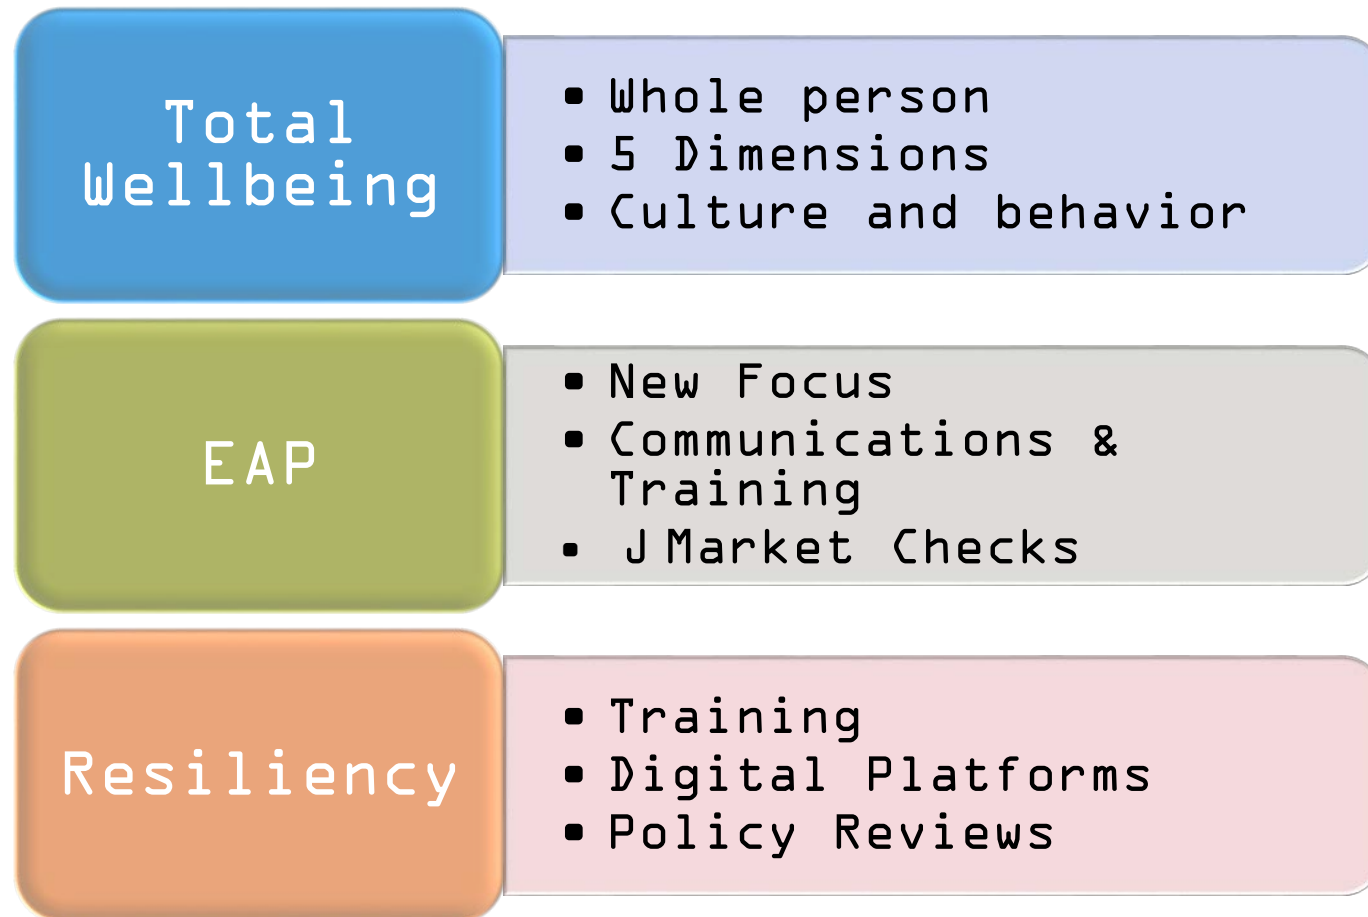 Total
Wellbeing
▪ Whole person
▪ 5 Dimensions
▪ Culture and behavior
EAP
▪ New Focus
▪ Communications &
Training
▪ J Market Checks
Resiliency
▪ Training
▪ Digital Platforms
▪ Policy Reviews